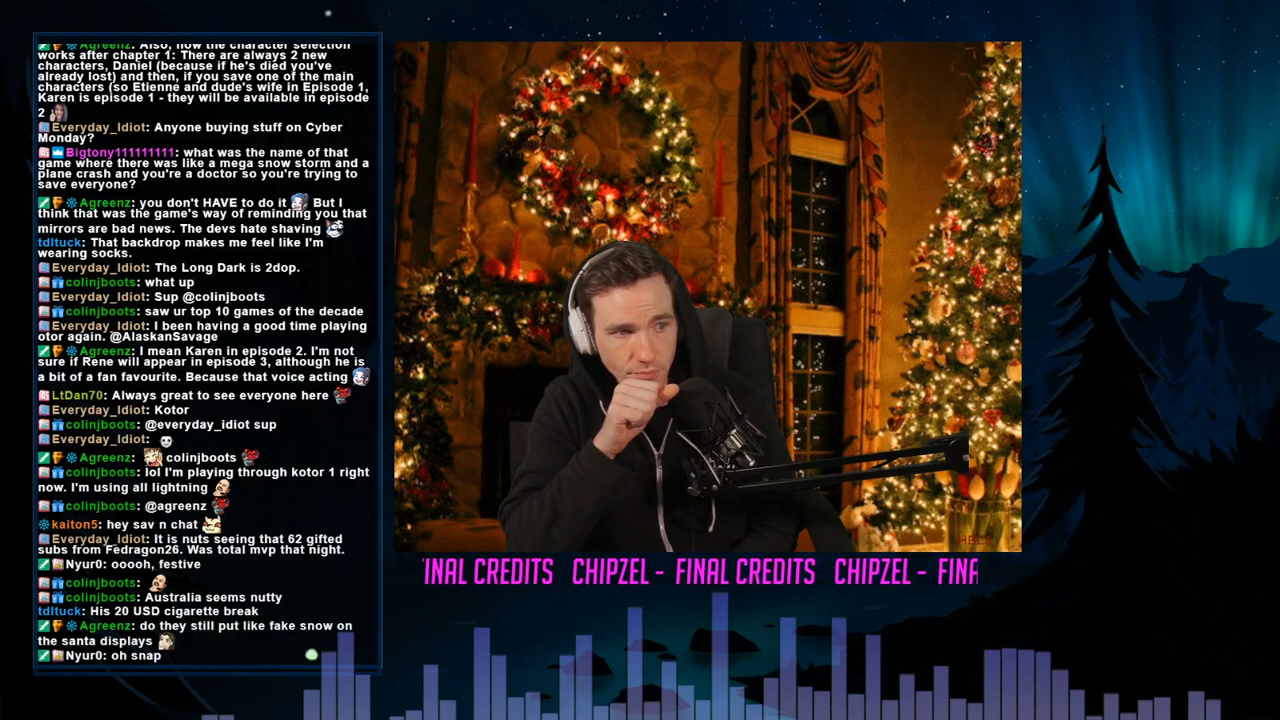 Agreenz: Also, how the character selection
works after chapter 1: There are always 2 new
characters, Daniel (because if he's died you've
already lost) and then, if you save one of the main
characters (so Etienne and dude's wife in Episode 1,
Karen is episode 1 - they will be available in episode
2
Everyday_Idiot: Anyone buying stuff on Cyber
Monday?
Bigtony111111111: what was the name of that
game where there was like a mega snow storm and a
plane crash and you're a doctor so you're trying to
save everyone?
Agreenz: you don't HAVE to do it But I
think that was the game's way of reminding you that
mirrors are bad news. The devs hate shaving
tdltuck: That backdrop makes me feel like I'm
wearing socks.
Everyday_Idiot: The Long Dark is 2dop.
colinjboots: what up
Everyday_Idiot: Sup @colinjboots
colinjboots: saw ur top 10 games of the decade
Everyday_Idiot: I been having a good time playing
otor again. @AlaskanSavage
Agreenz: I mean Karen in episode 2. I'm not
sure if Rene will appear in episode 3, although he is
a bit of a fan favourite. Because that voice acting
LtDan70: Always great to see everyone here
Everyday_Idiot: Kotor
colinjboots: @everyday_idiot sup
Everyday_Idiot:
Agreenz: colinjboots
colinjboots: lol I'm playing through kotor 1 right
now. I'm using all lightning
colinjboots: @agreenz
kaiton5: hey sav n chat
Everyday_Idiot: It is nuts seeing that 62 gifted
subs from Fedragon26. Was total mvp that night.
Nyur0: ooooh, festive
colinjboots:
colinjboots: Australia seems nutty
tdltuck: His 20 USD cigarette break
Agreenz: do they still put like fake snow on
the santa displays
Nyur0: oh snap
INAL CREDITS CHIPZEL - FINAL CREDITS CHIPZEL - FINA